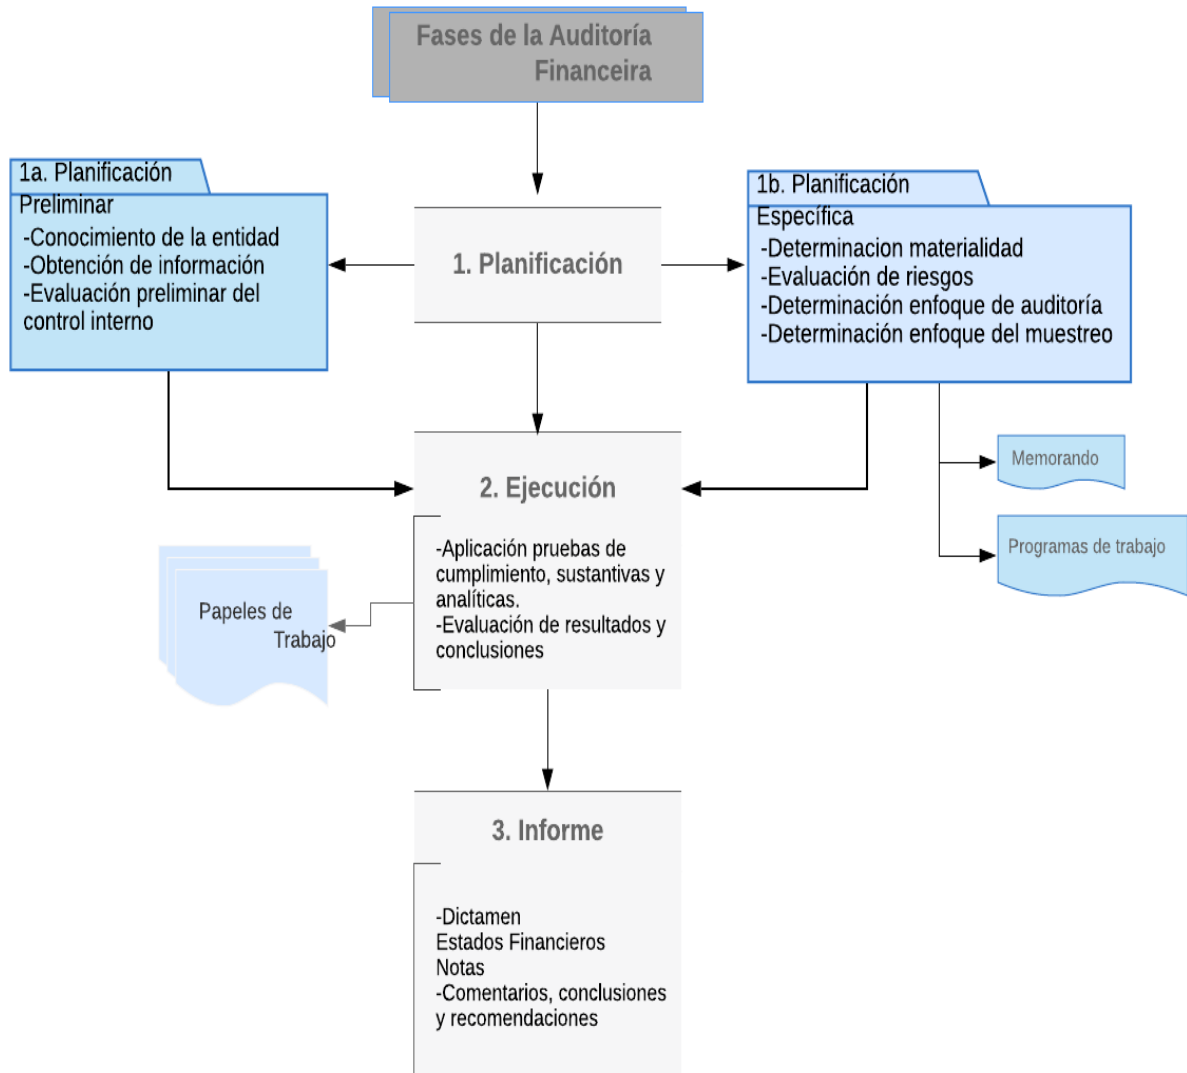 Fases de la Auditoría
Financeira
1a. Planificación
Preliminar
-Conocimiento de la entidad
-Obtención de información
-Evaluación preliminar del
control interno
1. Planificación
1b. Planificación
Específica
-Determinacion materialidad
-Evaluación de riesgos
-Determinación enfoque de auditoría
-Determinación enfoque del muestreo
Memorando
Programas de trabajo
2. Ejecución
-Aplicación pruebas de
cumplimiento, sustantivas y
analíticas.
-Evaluación de resultados y
conclusiones
Papeles de
Trabajo
3. Informe
-Dictamen
Estados Financieros
Notas
-Comentarios, conclusiones
y recomendaciones